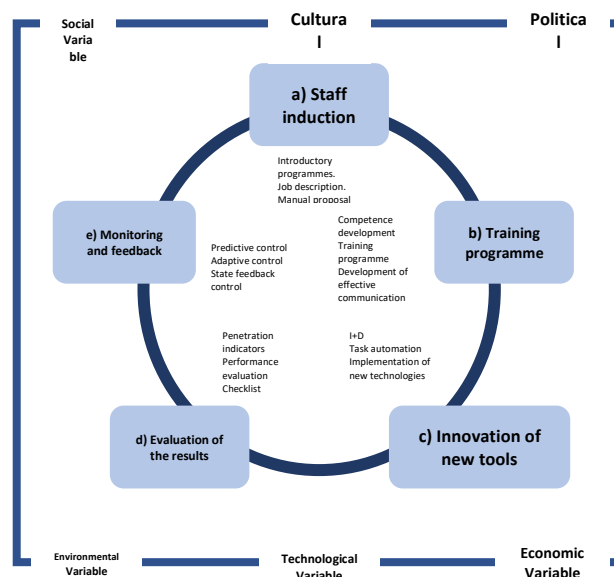 Social
Varia
ble
Cultura
l
Politica
l
a) Staff
induction
Introductory
programmes.
Job description.
Manual proposal
e) Monitoring
and feedback
Predictive control
Adaptive control
State feedback
control
Competence
development
Training
programme
Development of
effective
communication
b) Training
programme
Penetration
indicators
Performance
evaluation
Checklist
I+D
Task automation
Implementation of
new technologies
d) Evaluation of
the results
c) Innovation of
new tools
Environmental
Variable
Technological
Variable
Economic
Variable